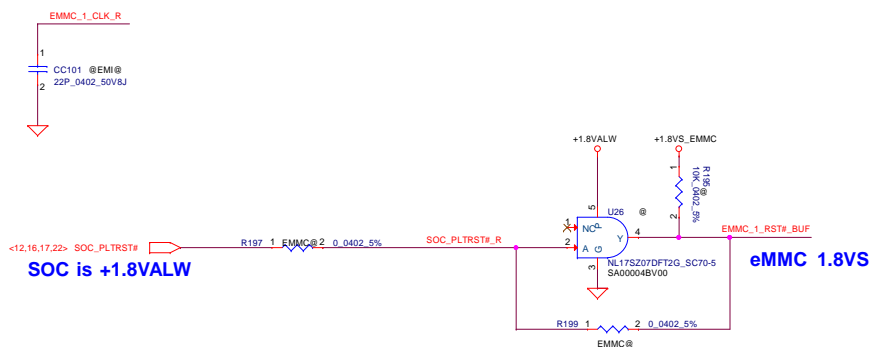 EMMC_1_CLK_R
1
CC101 @EMI@
2
22P_0402_50V8J
+1.8VALW
+1.8VS_EMMC
1
R195
10K_0402_5%
@
2
5
U26 @
1
NC
P
4
EMMC_1_RST#_BUF
<12,16,17,22> SOC_PLTRST#
R197 1 EMMC@ 2 0_0402_5%
SOC_PLTRST#_R
2
A
G
Y
3
NL17SZ07DFT2G_SC70-5
SA00004BV00
SOC is +1.8VALW
eMMC 1.8VS
R199 1 2 0_0402_5%
EMMC@